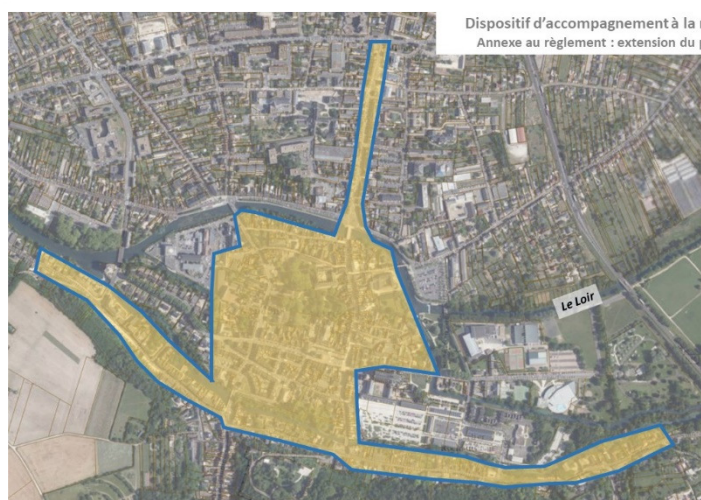 Dispositif d'accompagnement à la
Annexe au règlement : extension du
Le Loir